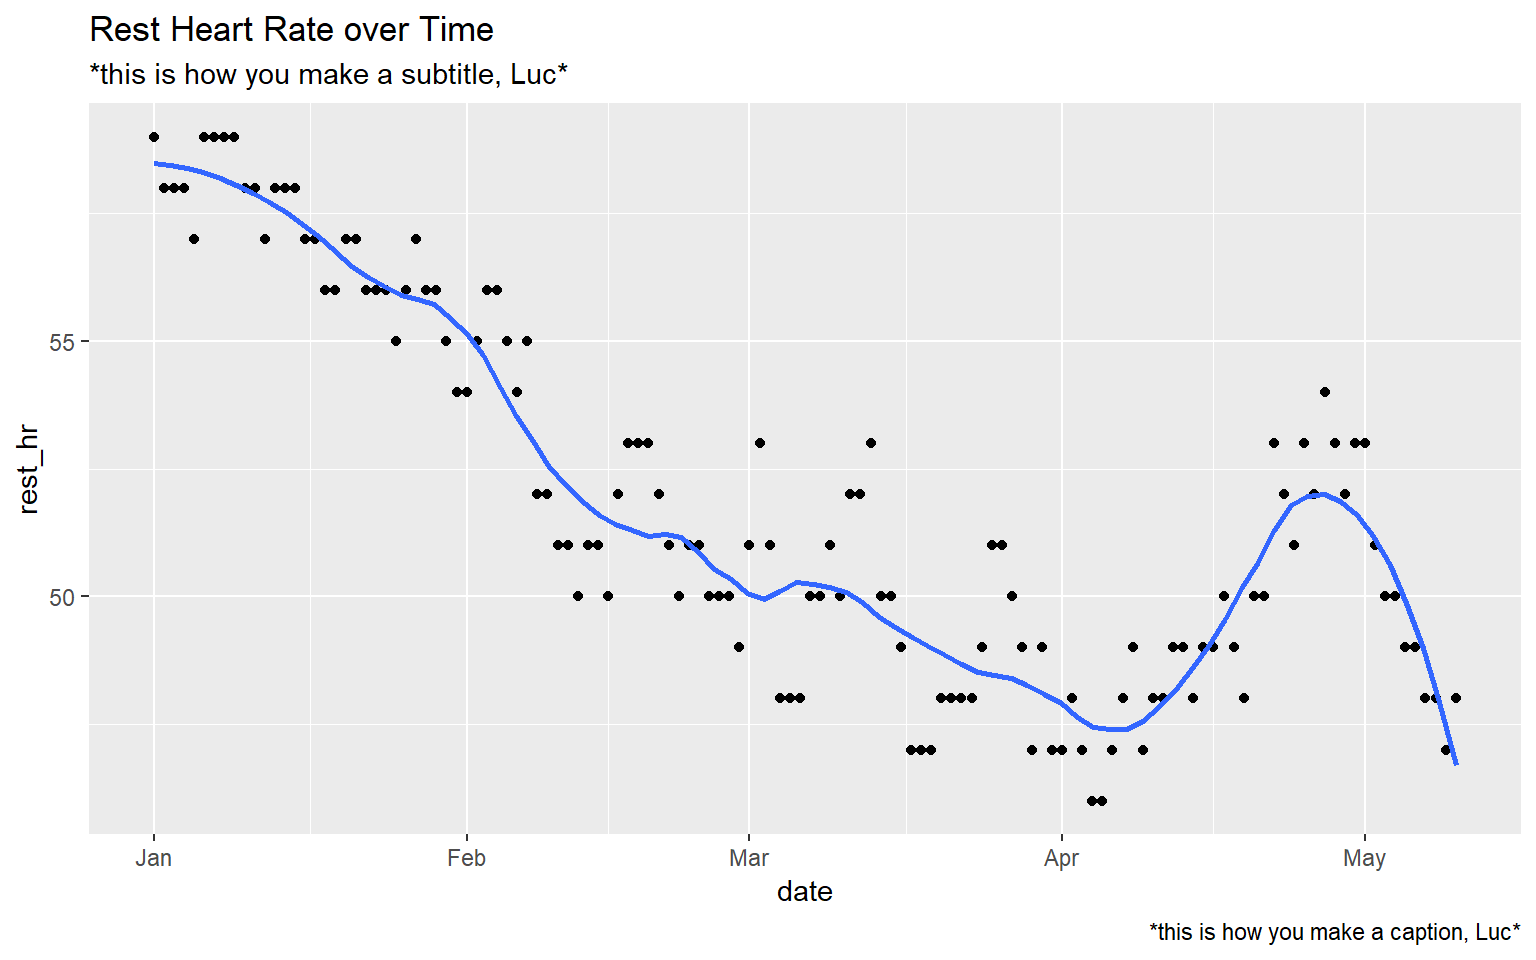 Rest Heart Rate over Time
*this is how you make a subtitle, Luc*
55
50
rest_hr
Jan Feb Mar Apr May
date
*this is how you make a caption, Luc*